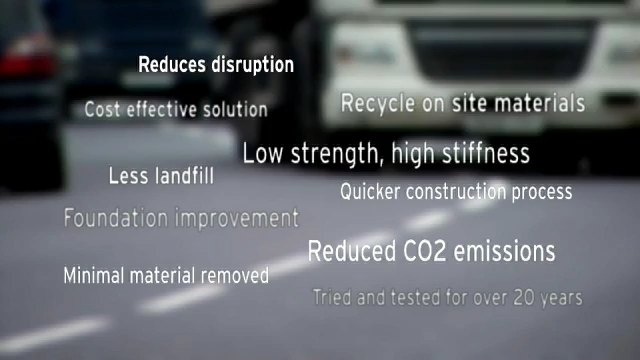 Reduces disruption
Cost effective solution
Recycle on site materials
Low strength, high stiffness
Less landfill
Quicker construction process
Foundation improvement
Reduced CO2 emissions
Minimal material removed
Tried and tested for over 20 years